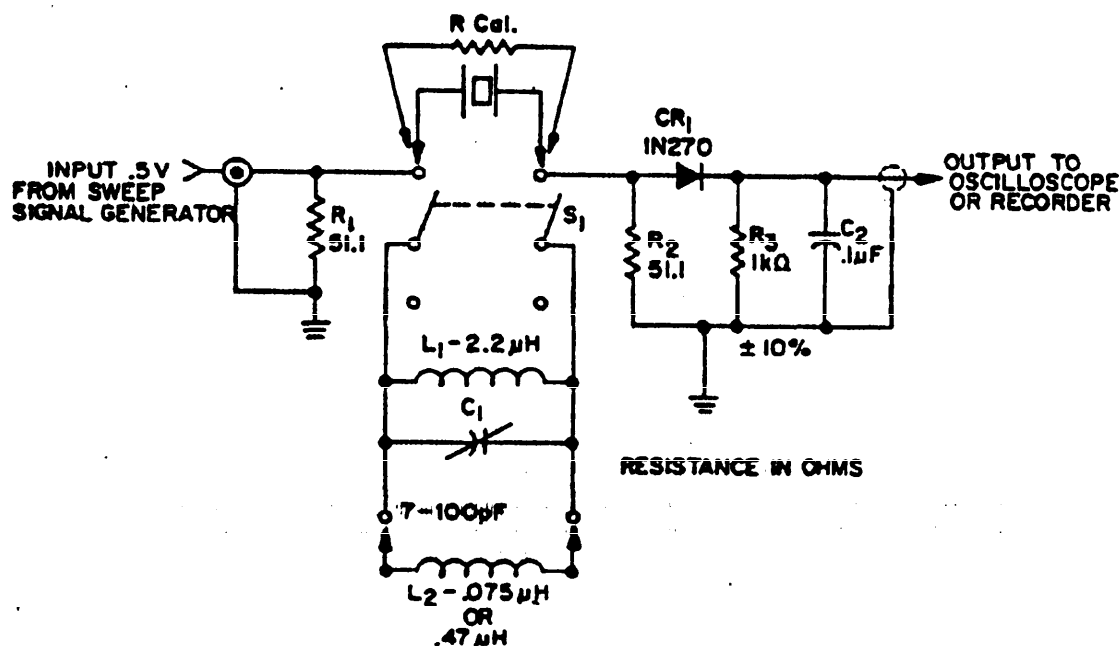 R Cal.
CR1
1N270
INPUT .5V
FROM SWEEP
SIGNAL GENERATOR
OUTPUT TO
OSCILLOSCOPE
OR RECORDER
R1
51.1
S1
R2
51.1
R3
1kΩ
C2
.1µF
±10%
L1-2.2µH
C1
RESISTANCE IN OHMS
7-100pF
L2-.075µH
OR
.47µH